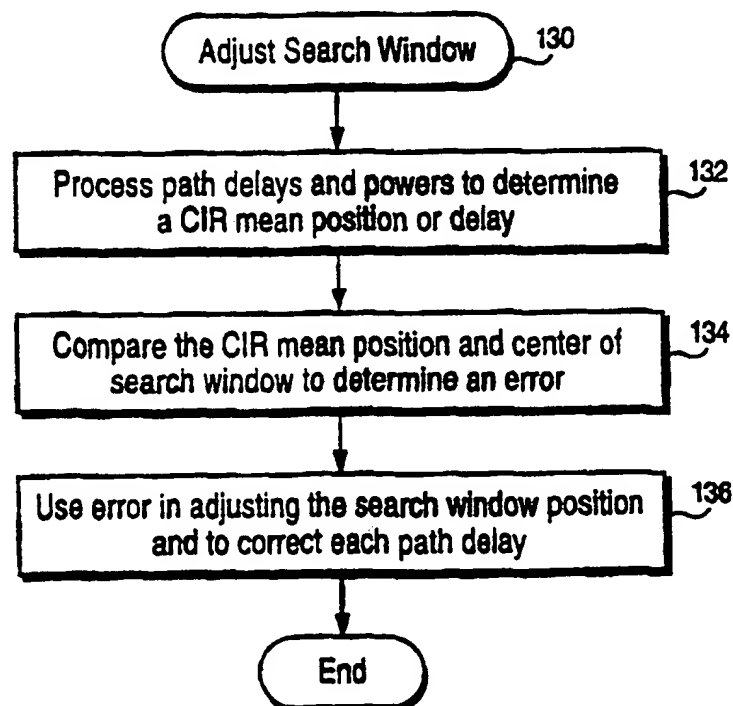 Adjust Search Window
130
Process path delays and powers to determine
a CIR mean position or delay
132
Compare the CIR mean position and center of
search window to determine an error
134
Use error in adjusting the search window position
and to correct each path delay
136
End